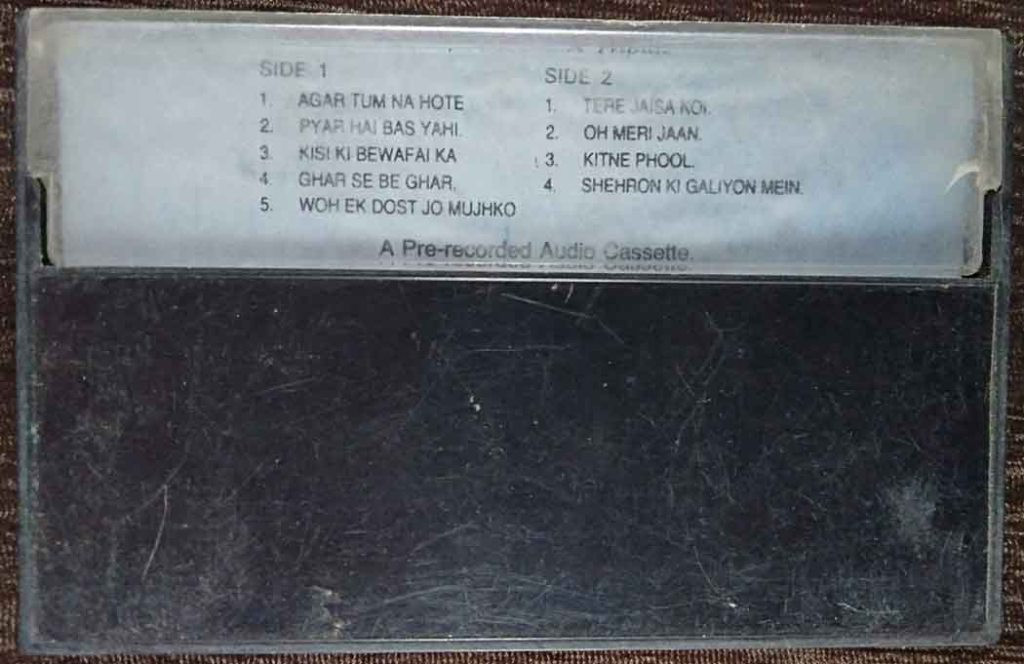 SIDE 1
1. AGAR TUM NA HOTE
2. PYAR HAI BAS YAHI.
3. KISI KI BEWAFAI KA
4. GHAR SE BE GHAR.
5. WOH EK DOST JO MUJHKO
SIDE 2
1. TERE JAISA KOI.
2. OH MERI JAAN.
3. KITNE PHOOL.
4. SHEHRON KI GALIYON MEIN.
A Pre-recorded Audio Cassette.